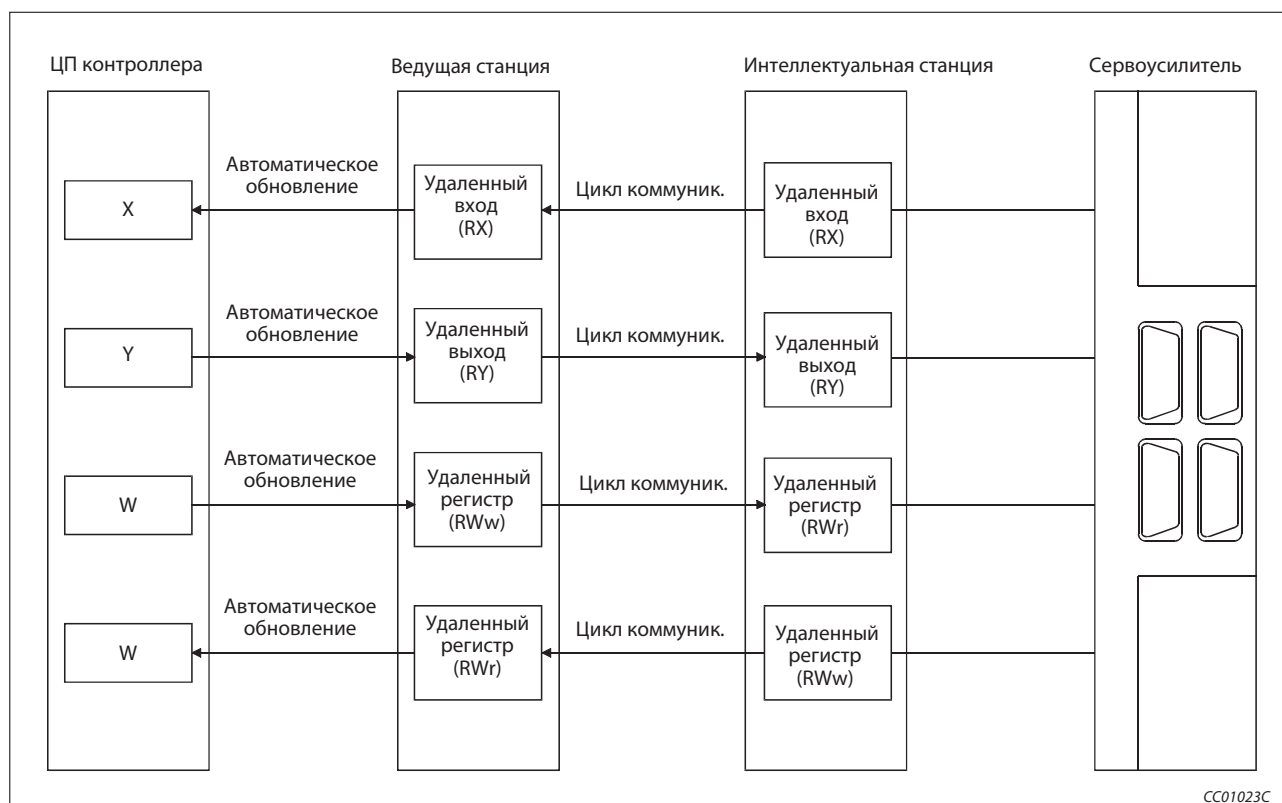 ЦП контроллера
Ведущая станция
Интеллектуальная станция
Сервоусилитель
X
Автоматическое
обновление
Удаленный
вход
(RX)
Цикл коммуник.
Удаленный
вход
(RX)
Y
Автоматическое
обновление
Удаленный
выход
(RY)
Цикл коммуник.
Удаленный
выход
(RY)
W
Автоматическое
обновление
Удаленный
регистр
(RWw)
Цикл коммуник.
Удаленный
регистр
(RWr)
W
Автоматическое
обновление
Удаленный
регистр
(RWr)
Цикл коммуник.
Удаленный
регистр
(RWw)
CC01023C